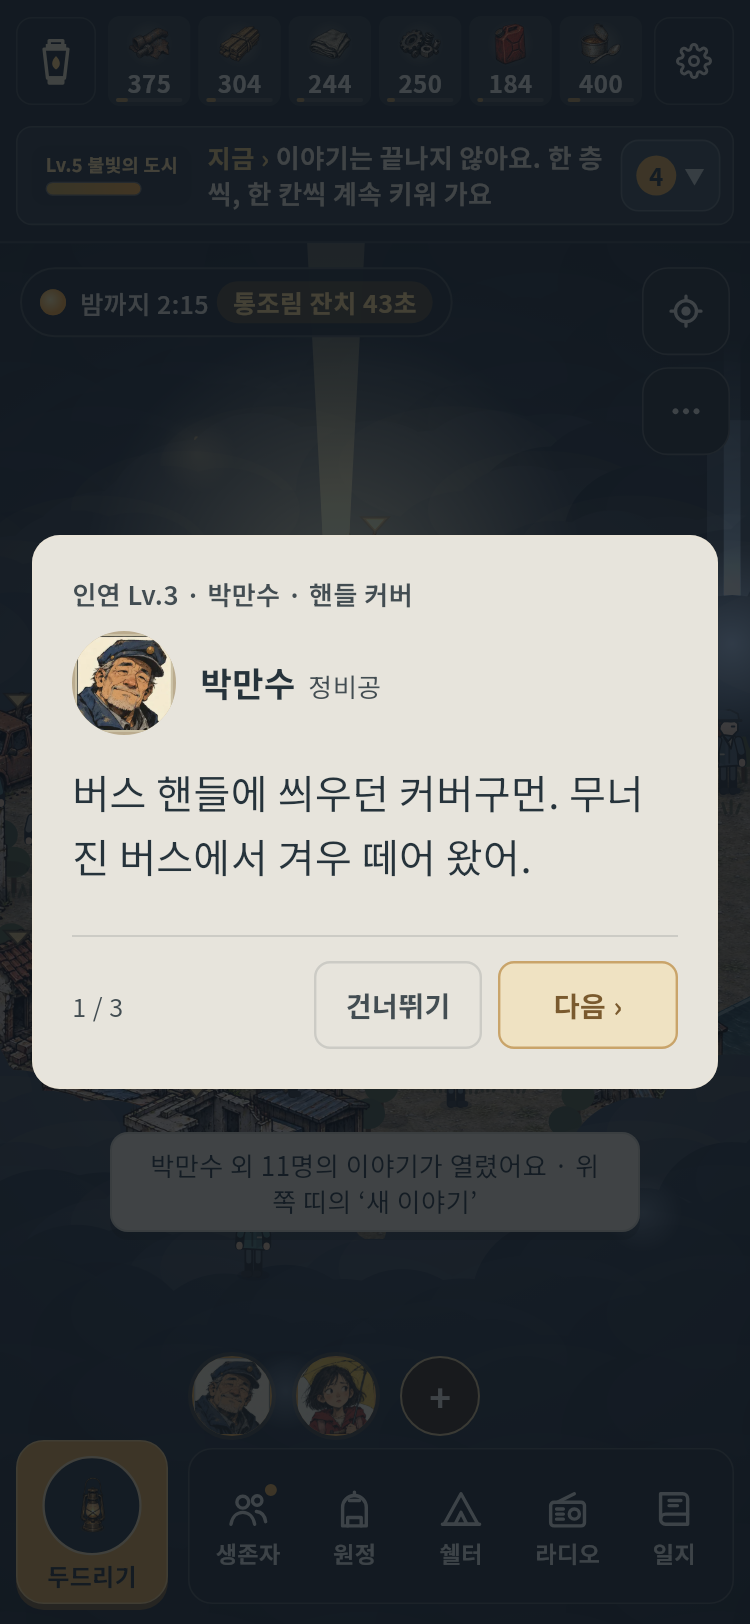 375 304 244 250 184 400
Lv.5 불빛의 도시
지금 › 이야기는 끝나지 않아요. 한 층
씩, 한 칸씩 계속 키워 가요
4
밤까지 2:15 통조림 잔치 43초
인연 Lv.3 · 박만수 · 핸들 커버
박만수 정비공
버스 핸들에 씌우던 커버구먼. 무너
진 버스에서 겨우 떼어 왔어.
1 / 3
건너뛰기
다음 ›
박만수 외 11명의 이야기가 열렸어요 · 위
쪽 띠의 ‘새 이야기’
두드리기
생존자
원정
쉘터
라디오
일지